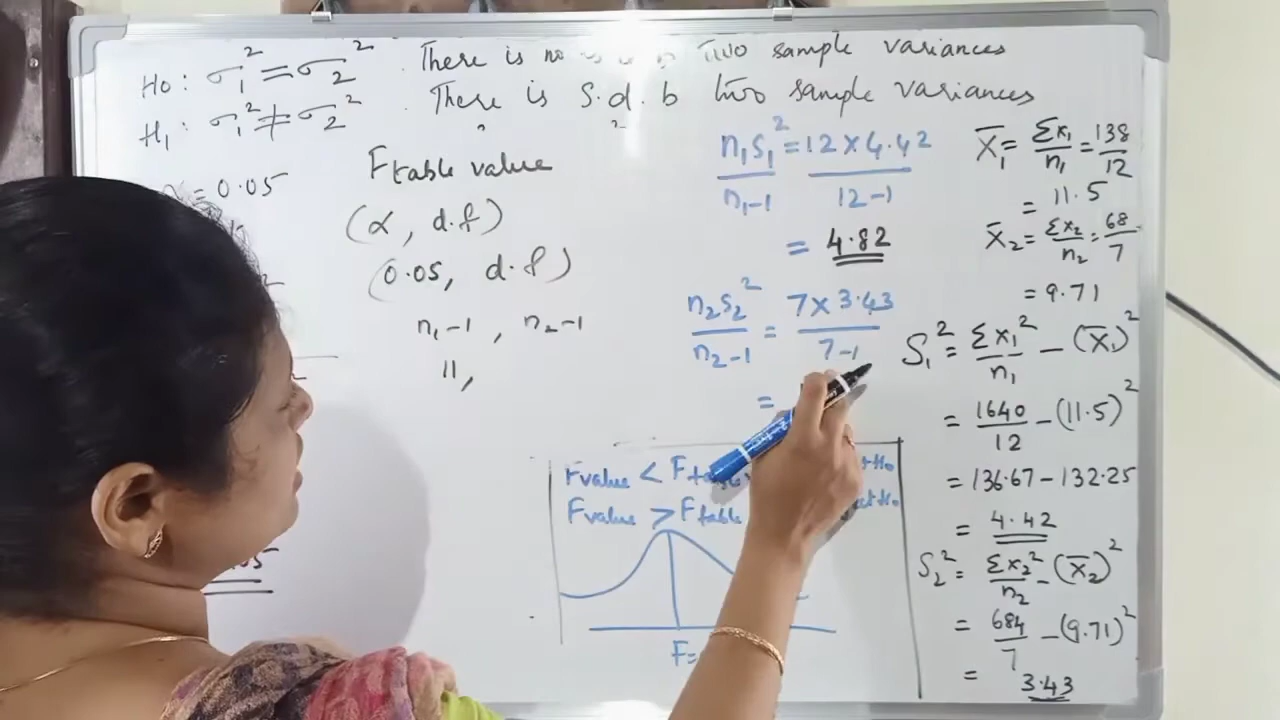 H0 : σ₁² = σ₂² . There is no two sample variances
H1 : σ₁² ≠ σ₂² . There is S.d. b two sample variances
= 0.05
F table value
(α, d.f)
(0.05, d.f)
n₁-1 , n₂-1
11,
n₁s₁² / n₁-1 = 12 × 4.42 / 12-1
= 4.82
n₂s₂² / n₂-1 = 7 × 3.43 / 7-1
=
Fvalue < F
Fvalue > Ftable
F=
X̄₁ = Σx₁ / n₁ = 138 / 12
= 11.5
X̄₂ = Σx₂ / n₂ = 68 / 7
= 9.71
S₁² = Σx₁² / n₁ - (X̄₁)²
= 1640 / 12 - (11.5)²
= 136.67 - 132.25
= 4.42
S₂² = Σx₂² / n₂ - (X̄₂)²
= 684 / 7 - (9.71)²
= 3.43